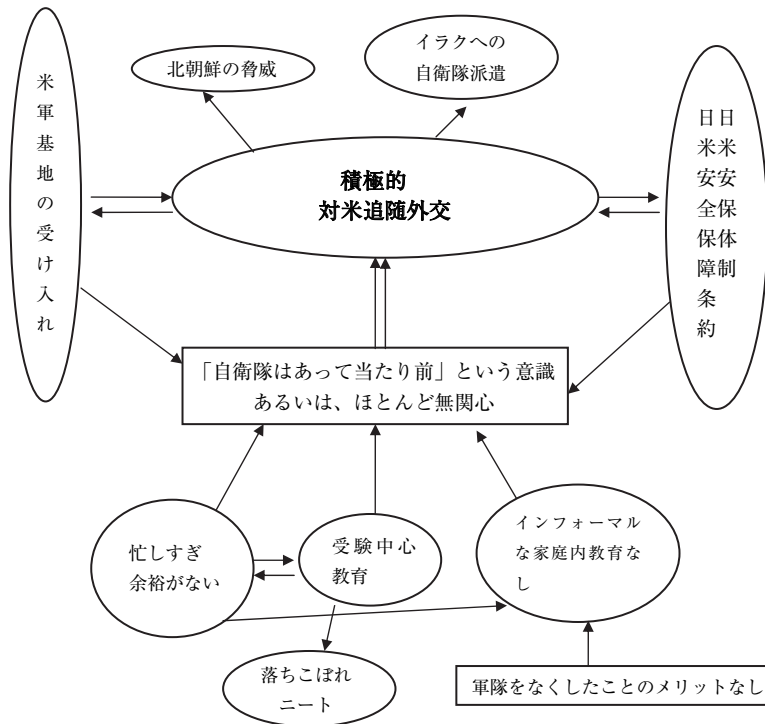 北朝鮮の脅威
イラクへの
自衛隊派遣
米軍基地の受け入れ
積極的
対米追随外交
日米安保体制
日米安全保障条約
「自衛隊はあって当たり前」という意識
あるいは、ほとんど無関心
忙しすぎ
余裕がない
受験中心
教育
インフォーマル
な家庭内教育な
し
落ちこぼれ
ニート
軍隊をなくしたことのメリットなし